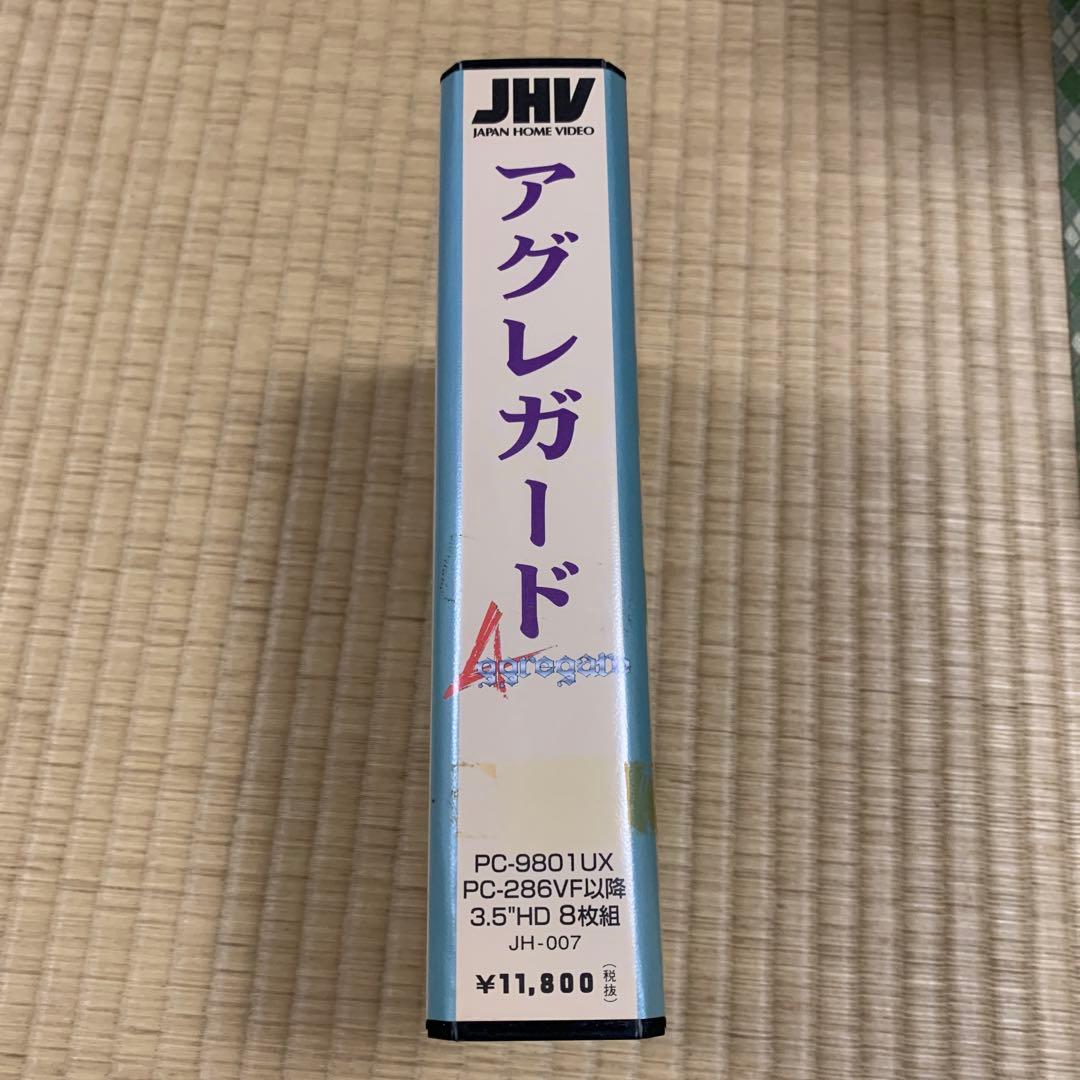 JHV
JAPAN HOME VIDEO
アグレガード
Aggregard
PC-9801UX
PC-286VF以降
3.5"HD 8枚組
JH-007
¥11,800(税抜)